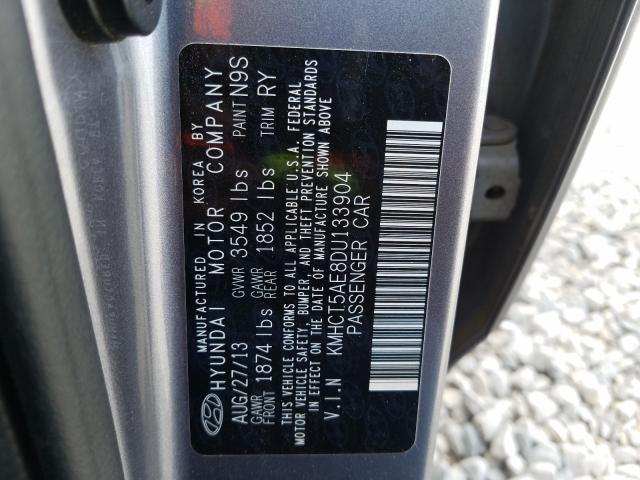 MANUFACTURED IN KOREA BY
HYUNDAI MOTOR COMPANY
AUG/27/13 GVWR 3549 lbs PAINT N9S
GAWR FRONT 1874 lbs GAWR REAR 1852 lbs TRIM RY
THIS VEHICLE CONFORMS TO ALL APPLICABLE U.S.A. FEDERAL
MOTOR VEHICLE SAFETY, BUMPER, AND THEFT PREVENTION STANDARDS
IN EFFECT ON THE DATE OF MANUFACTURE SHOWN ABOVE
V.I.N KMHCT5AE8DU133904
PASSENGER CAR